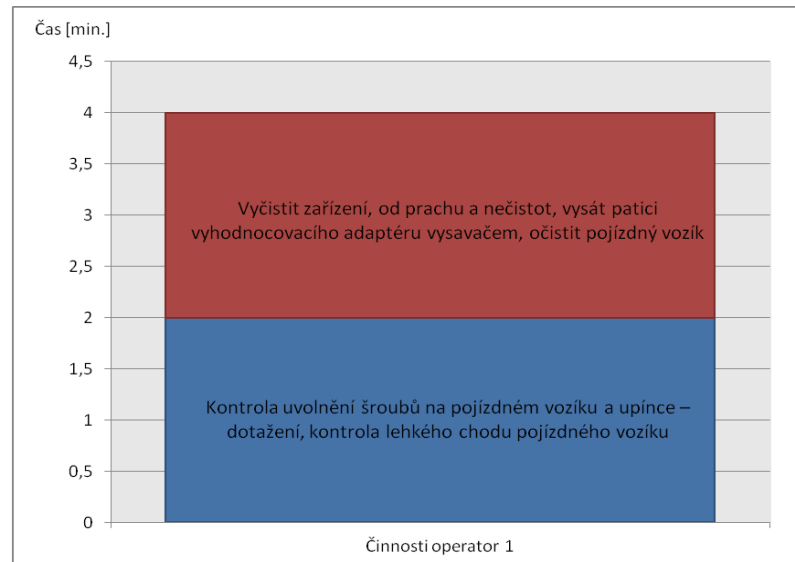 Čas [min.]
4,5
4
3,5
3
2,5
2
1,5
1
0,5
0
Vyčistit zařízení, od prachu a nečistot, vysát patici
vyhodnocovacího adaptéru vysavačem, očistit pojízdný vozík
Kontrola uvolnění šroubů na pojízdném vozíku a upínce –
dotažení, kontrola lehkého chodu pojízdného vozíku
Činnosti operator 1